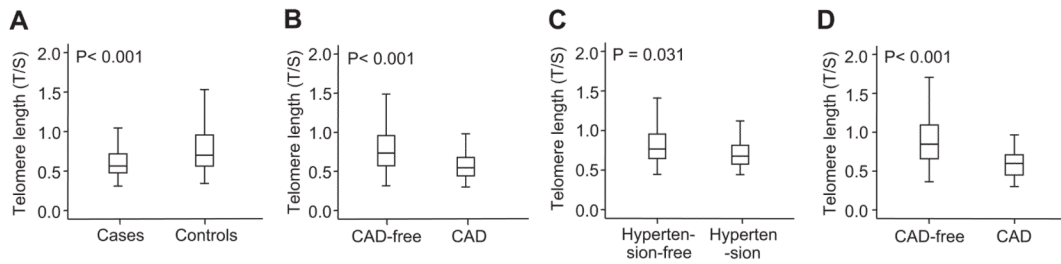 A
Telomere length (T/S)
2.0
1.5
1.0
0.5
0.0
P< 0.001
Cases
Controls
B
Telomere length (T/S)
2.0
1.5
1.0
0.5
0.0
P< 0.001
CAD-free
CAD
C
Telomere length (T/S)
2.0
1.5
1.0
0.5
0.0
P = 0.031
Hyperten-
sion-free
Hyperten
-sion
D
Telomere length (T/S)
2.0
1.5
1.0
0.5
0.0
P< 0.001
CAD-free
CAD